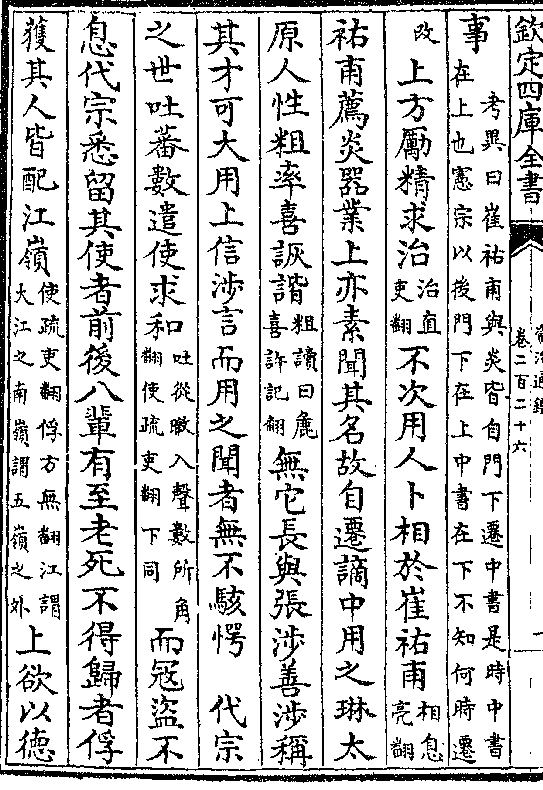 欽定四庫全書
資治通鑑
卷二百二十六
事考異曰崔祐甫與炎皆自門下遷中書是時中書在上也憲宗以後門下在上中書在下不知何時遷
改上方勵精求治治直吏翻不次用人卜相於崔祐甫相息亮翻
祐甫薦炎器業上亦素聞其名故自遷謫中用之琳太
原人性粗率喜詼諧粗讀曰麤喜許記翻無它長與張涉善涉稱
其才可大用上信涉言而用之聞者無不駭愕　代宗
之世吐蕃數遣使求和吐從暾入聲數所角翻使疏吏翻下同而寇盜不
息代宗悉留其使者前後八輩有至老死不得歸者俘
獲其人皆配江嶺使疏吏翻俘方無翻江謂大江之南嶺謂五嶺之外上欲以德